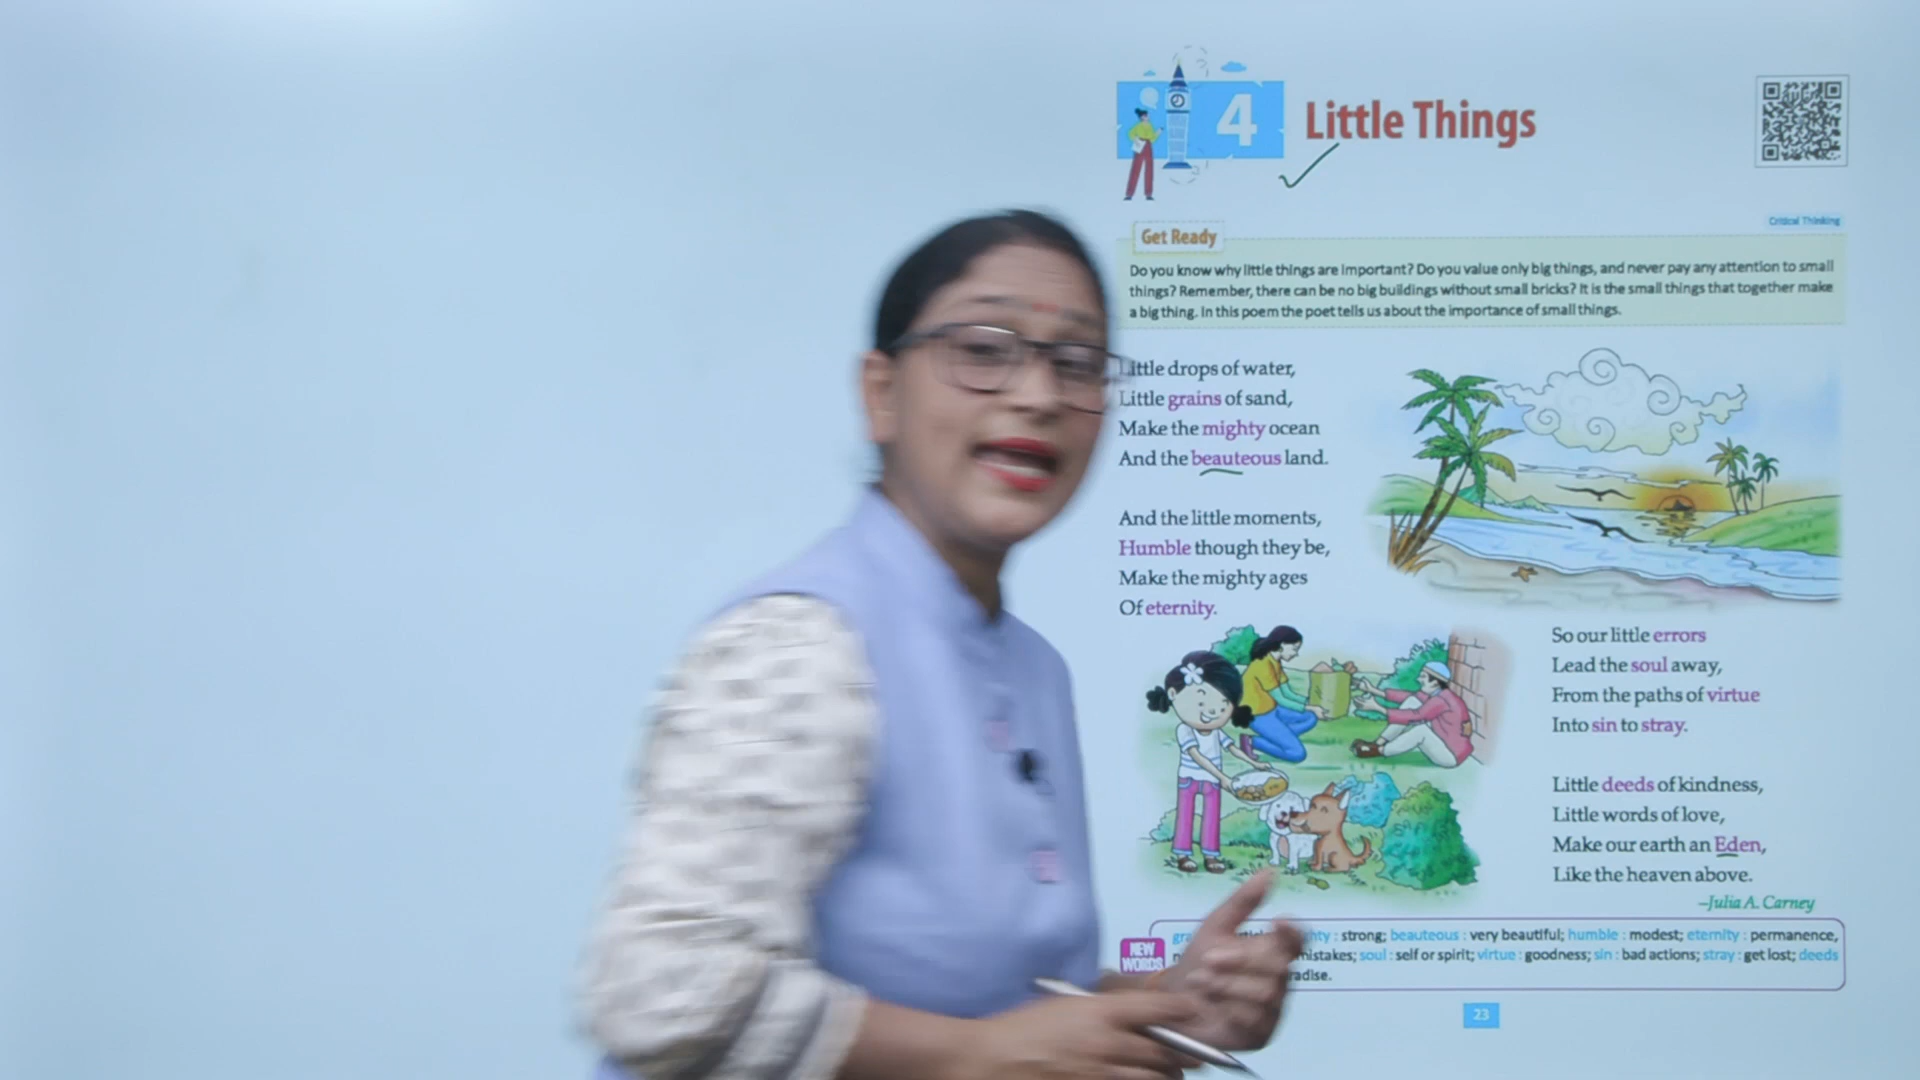 4
Little Things
Critical Thinking
Get Ready
Do you know why little things are important? Do you value only big things, and never pay any attention to small
things? Remember, there can be no big buildings without small bricks? It is the small things that together make
a big thing. In this poem the poet tells us about the importance of small things.
Little drops of water,
Little grains of sand,
Make the mighty ocean
And the beauteous land.
And the little moments,
Humble though they be,
Make the mighty ages
Of eternity.
So our little errors
Lead the soul away,
From the paths of virtue
Into sin to stray.
Little deeds of kindness,
Little words of love,
Make our earth an Eden,
Like the heaven above.
–Julia A. Carney
NEW
WORDS
: strong; beauteous : very beautiful; humble : modest; eternity : permanence,
mistakes; soul : self or spirit; virtue : goodness; sin : bad actions; stray : get lost; deeds
23